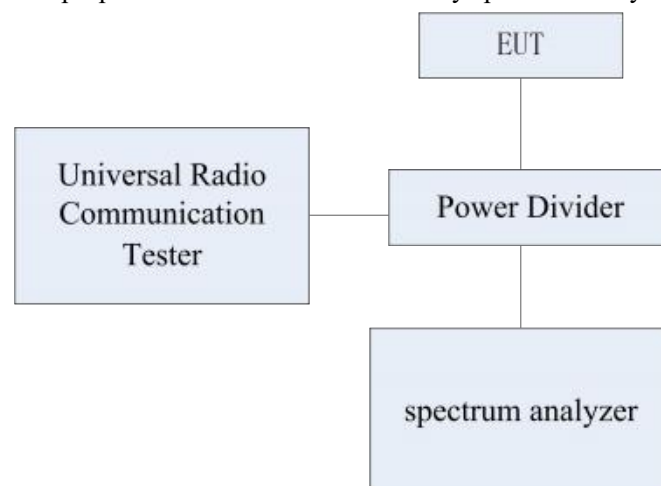 EUT
Universal Radio
Communication
Tester
Power Divider
spectrum analyzer